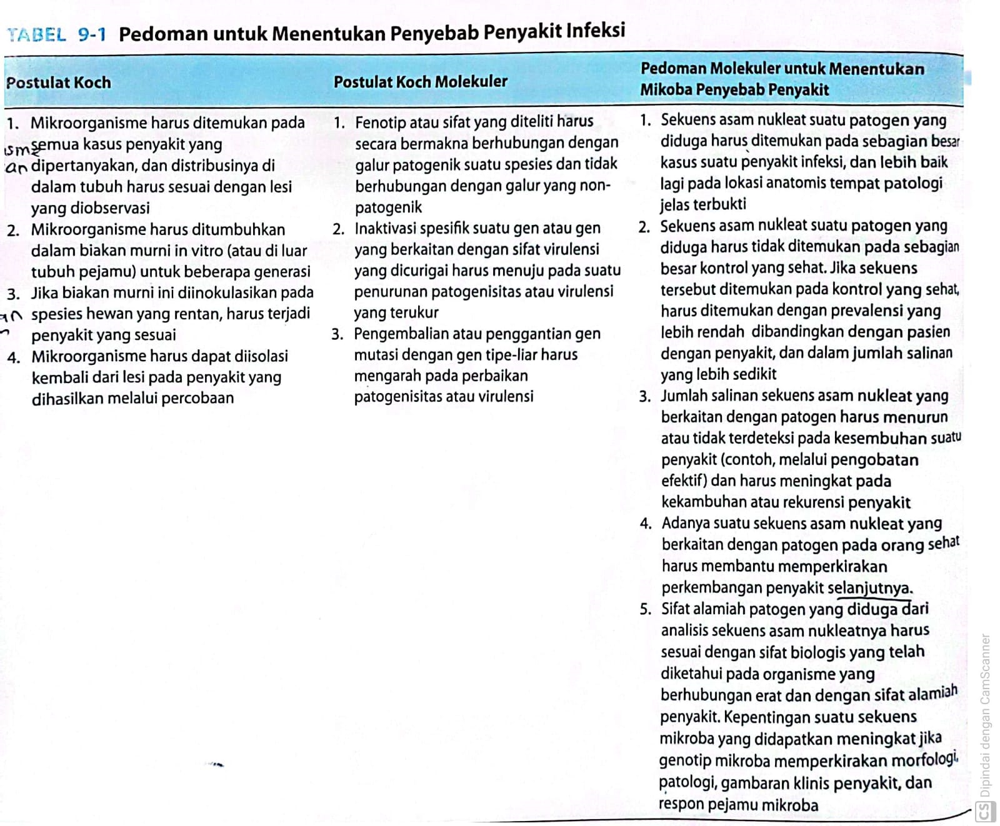 TABEL 9-1 Pedoman untuk Menentukan Penyebab Penyakit Infeksi
Postulat Koch
1. Mikroorganisme harus ditemukan pada
semua kasus penyakit yang
dipertanyakan, dan distribusinya di
dalam tubuh harus sesuai dengan lesi
yang diobservasi
2. Mikroorganisme harus ditumbuhkan
dalam biakan murni in vitro (atau di luar
tubuh pejamu) untuk beberapa generasi
3. Jika biakan murni ini diinokulasikan pada
spesies hewan yang rentan, harus terjadi
penyakit yang sesuai
4. Mikroorganisme harus dapat diisolasi
kembali dari lesi pada penyakit yang
dihasilkan melalui percobaan
Postulat Koch Molekuler
1. Fenotip atau sifat yang diteliti harus
secara bermakna berhubungan dengan
galur patogenik suatu spesies dan tidak
berhubungan dengan galur yang non-
patogenik
2. Inaktivasi spesifik suatu gen atau gen
yang berkaitan dengan sifat virulensi
yang dicurigai harus menuju pada suatu
penurunan patogenisitas atau virulensi
yang terukur
3. Pengembalian atau penggantian gen
mutasi dengan gen tipe-liar harus
mengarah pada perbaikan
patogenisitas atau virulensi
Pedoman Molekuler untuk Menentukan
Mikoba Penyebab Penyakit
1. Sekuens asam nukleat suatu patogen yang
diduga harus ditemukan pada sebagian besar
kasus suatu penyakit infeksi, dan lebih baik
lagi pada lokasi anatomis tempat patologi
jelas terbukti
2. Sekuens asam nukleat suatu patogen yang
diduga harus tidak ditemukan pada sebagian
besar kontrol yang sehat. Jika sekuens
tersebut ditemukan pada kontrol yang sehat,
harus ditemukan dengan prevalensi yang
lebih rendah dibandingkan dengan pasien
dengan penyakit, dan dalam jumlah salinan
yang lebih sedikit
3. Jumlah salinan sekuens asam nukleat yang
berkaitan dengan patogen harus menurun
atau tidak terdeteksi pada kesembuhan suatu
penyakit (contoh, melalui pengobatan
efektif) dan harus meningkat pada
kekambuhan atau rekurensi penyakit
4. Adanya suatu sekuens asam nukleat yang
berkaitan dengan patogen pada orang sehat
harus membantu memperkirakan
perkembangan penyakit selanjutnya.
5. Sifat alamiah patogen yang diduga dari
analisis sekuens asam nukleatnya harus
sesuai dengan sifat biologis yang telah
diketahui pada organisme yang
berhubungan erat dan dengan sifat alamiah
penyakit. Kepentingan suatu sekuens
mikroba yang didapatkan meningkat jika
genotip mikroba memperkirakan morfologi,
patologi, gambaran klinis penyakit, dan
respon pejamu mikroba
CS Dipindai dengan CamScanner